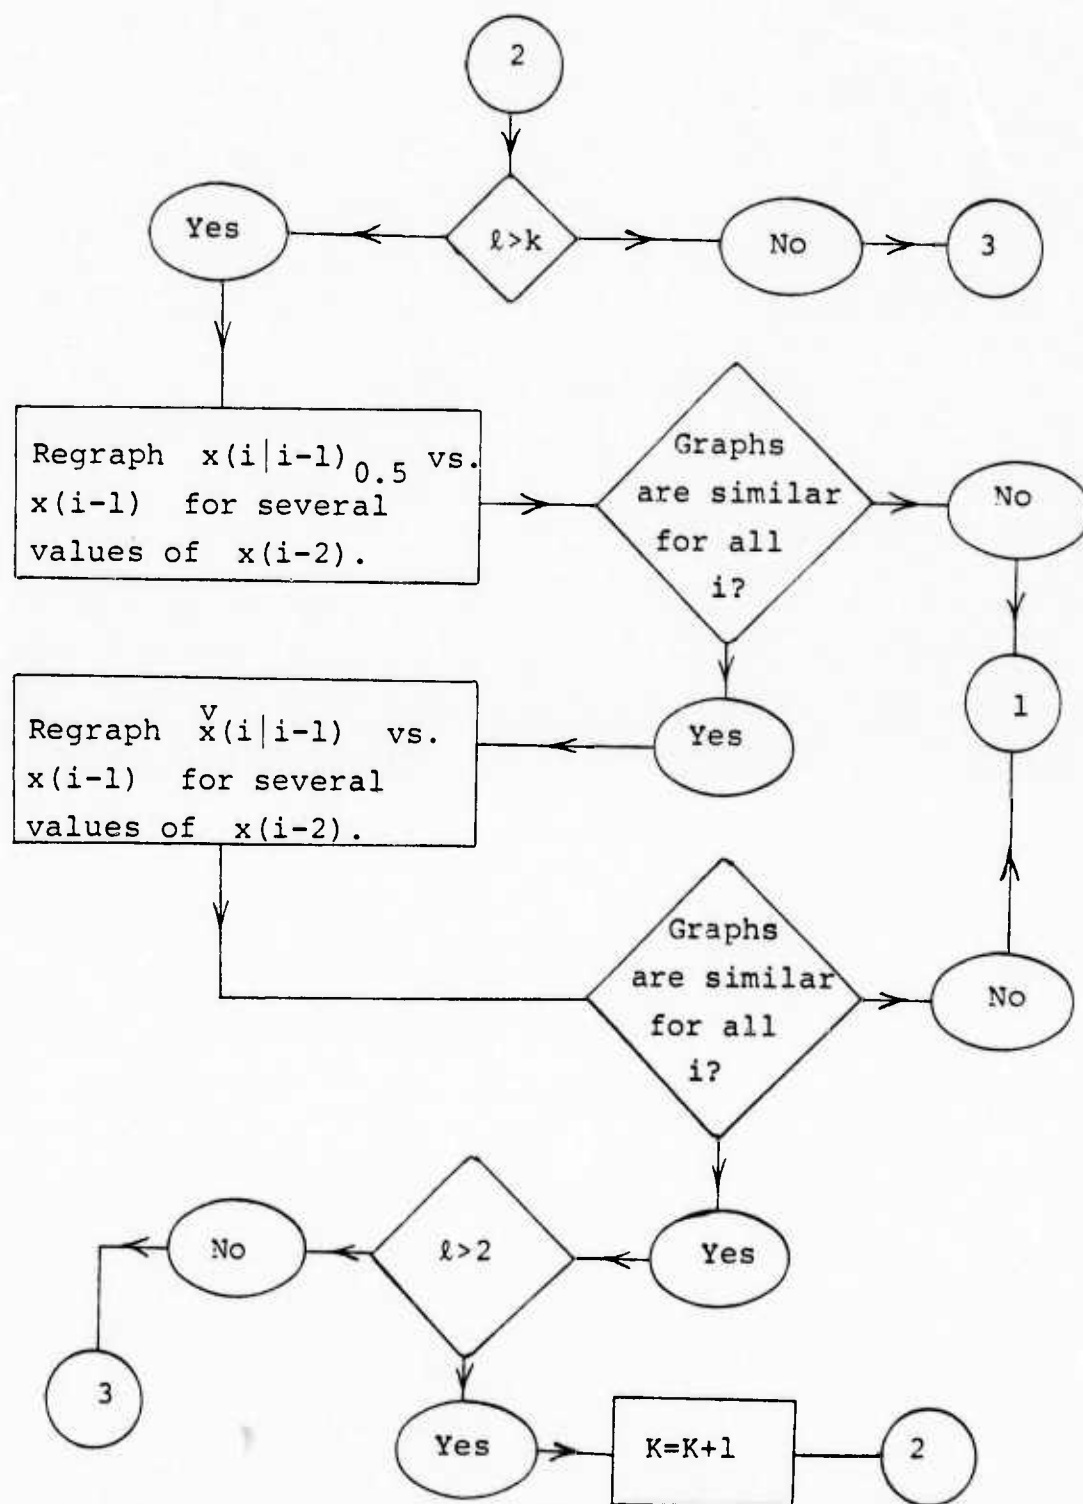 2
Yes
ℓ>k
No
3
Regraph x(i|i-1)0.5 vs.
x(i-1) for several
values of x(i-2).
Graphs
are similar
for all
i?
No
1
Yes
Regraph x̌(i|i-1) vs.
x(i-1) for several
values of x(i-2).
Graphs
are similar
for all
i?
No
Yes
ℓ>2
No
3
Yes
K=K+1
2